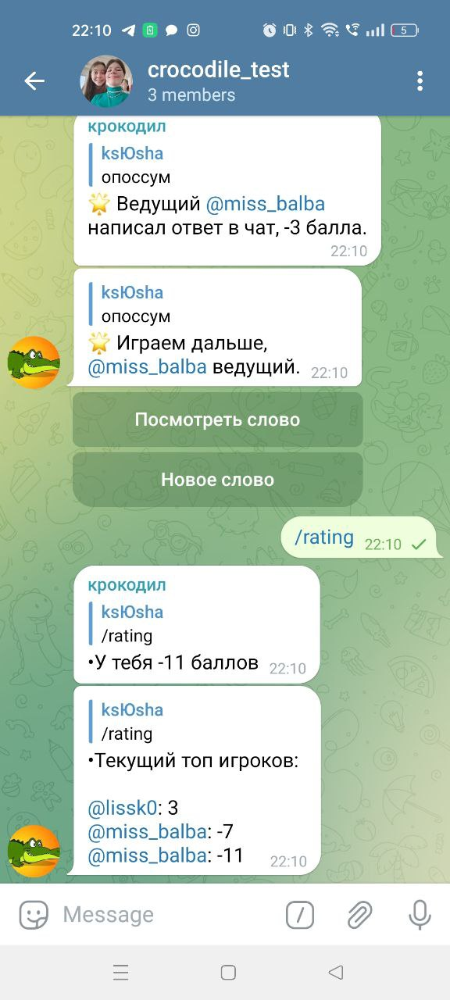 22:10
5
crocodile_test
3 members
крокодил
ksЮsha
опоссум
🌟 Ведущий @miss_balba
написал ответ в чат, -3 балла.
22:10
ksЮsha
опоссум
🌟 Играем дальше,
@miss_balba ведущий. 22:10
Посмотреть слово
Новое слово
/rating 22:10
крокодил
ksЮsha
/rating
•У тебя -11 баллов 22:10
ksЮsha
/rating
•Текущий топ игроков:
@lissk0: 3
@miss_balba: -7
@miss_balba: -11 22:10
Message